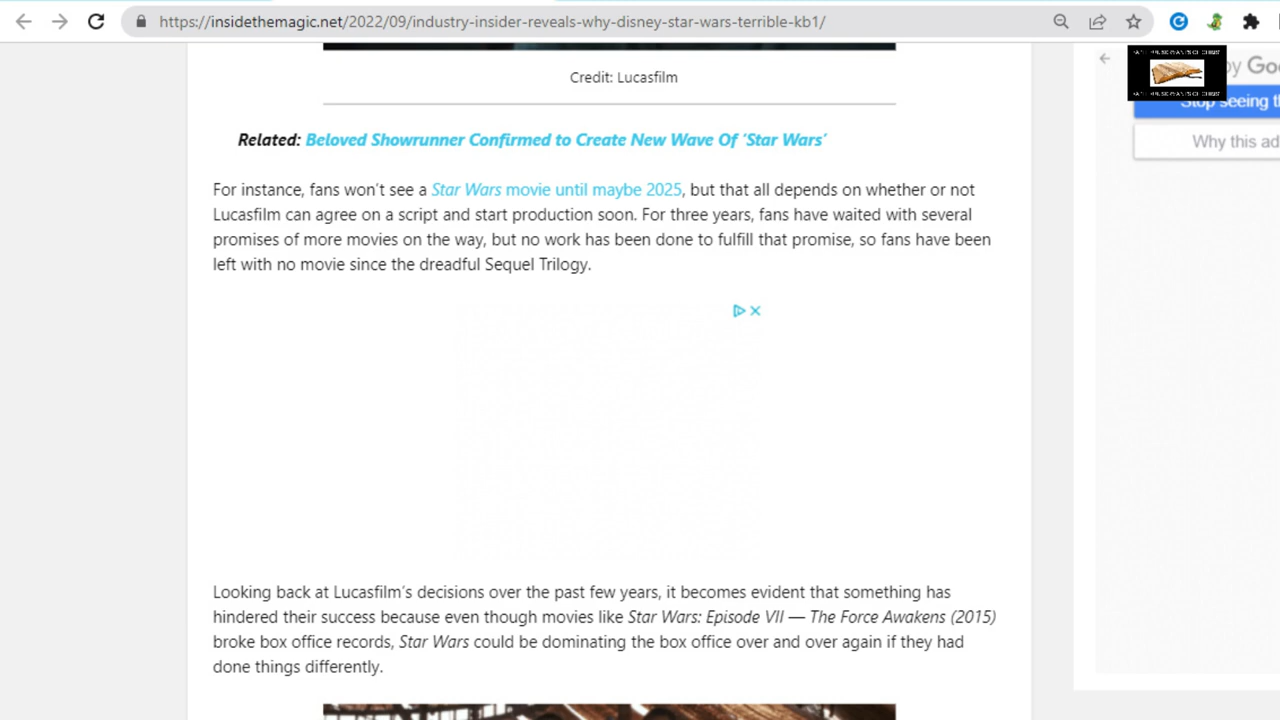 https://insidethemagic.net/2022/09/industry-insider-reveals-why-disney-star-wars-terrible-kb1/
by Goo
Stop seeing th
Why this ad
Credit: Lucasfilm
Related: Beloved Showrunner Confirmed to Create New Wave Of ‘Star Wars’
For instance, fans won’t see a Star Wars movie until maybe 2025, but that all depends on whether or not
Lucasfilm can agree on a script and start production soon. For three years, fans have waited with several
promises of more movies on the way, but no work has been done to fulfill that promise, so fans have been
left with no movie since the dreadful Sequel Trilogy.
Looking back at Lucasfilm’s decisions over the past few years, it becomes evident that something has
hindered their success because even though movies like Star Wars: Episode VII — The Force Awakens (2015)
broke box office records, Star Wars could be dominating the box office over and over again if they had
done things differently.